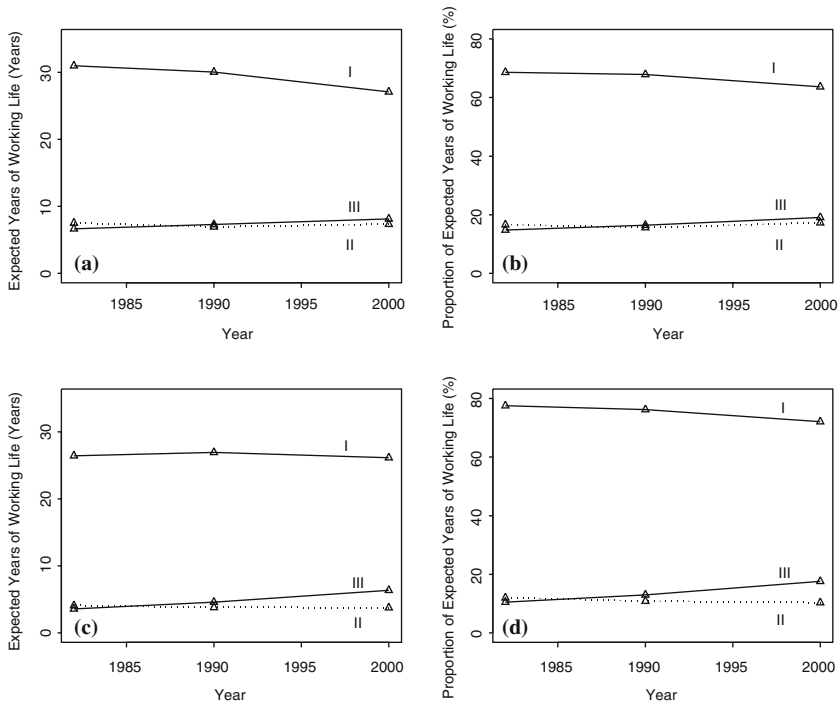 Expected Years of Working Life (Years)
30
20
10
0
I
III
II
(a)
1985 1990 1995 2000
Year
Proportion of Expected Years of Working Life (%)
80
60
40
20
0
I
III
II
(b)
1985 1990 1995 2000
Year
Expected Years of Working Life (Years)
30
20
10
0
I
III
II
(c)
1985 1990 1995 2000
Year
Proportion of Expected Years of Working Life (%)
80
60
40
20
0
I
III
II
(d)
1985 1990 1995 2000
Year